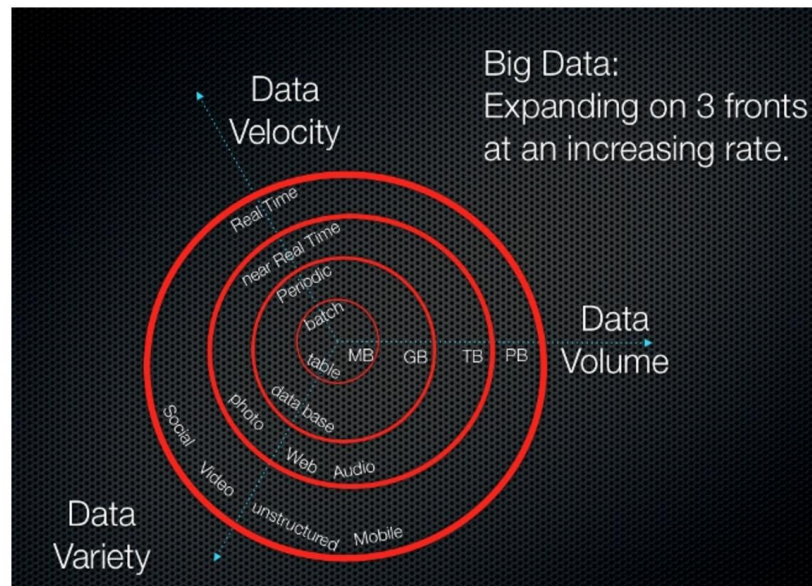 Big Data:
Expanding on 3 fronts
at an increasing rate.
Data
Velocity
Real Time
near Real Time
Periodic
batch
table
MB
GB
TB
PB
Data
Volume
data base
photo
Web
Audio
Social
Video
unstructured
Mobile
Data
Variety